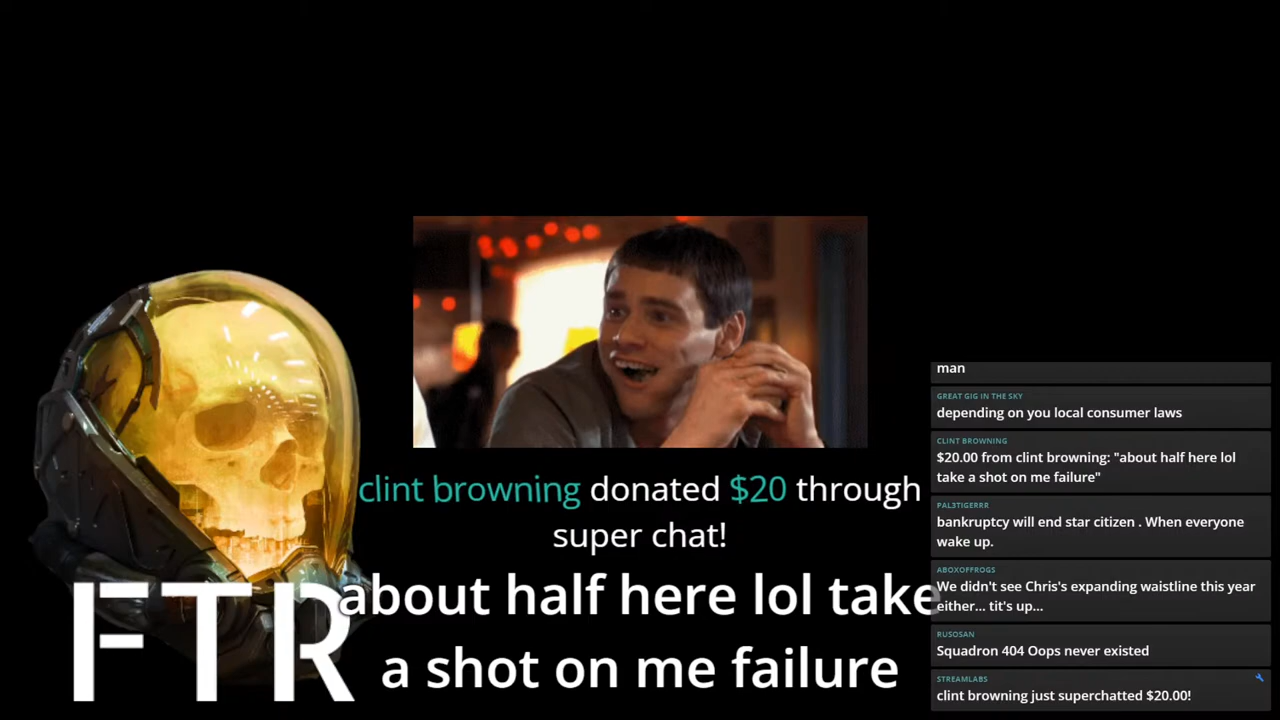 FTR
clint browning donated $20 through
super chat!
about half here lol take
a shot on me failure
man
GREAT GIG IN THE SKY
depending on you local consumer laws
CLINT BROWNING
$20.00 from clint browning: "about half here lol
take a shot on me failure"
PAL3TIGERRR
bankruptcy will end star citizen . When everyone
wake up.
ABOXOFFROGS
We didn't see Chris's expanding waistline this year
either... tit's up...
RUSOSAN
Squadron 404 Oops never existed
STREAMLABS
clint browning just superchatted $20.00!